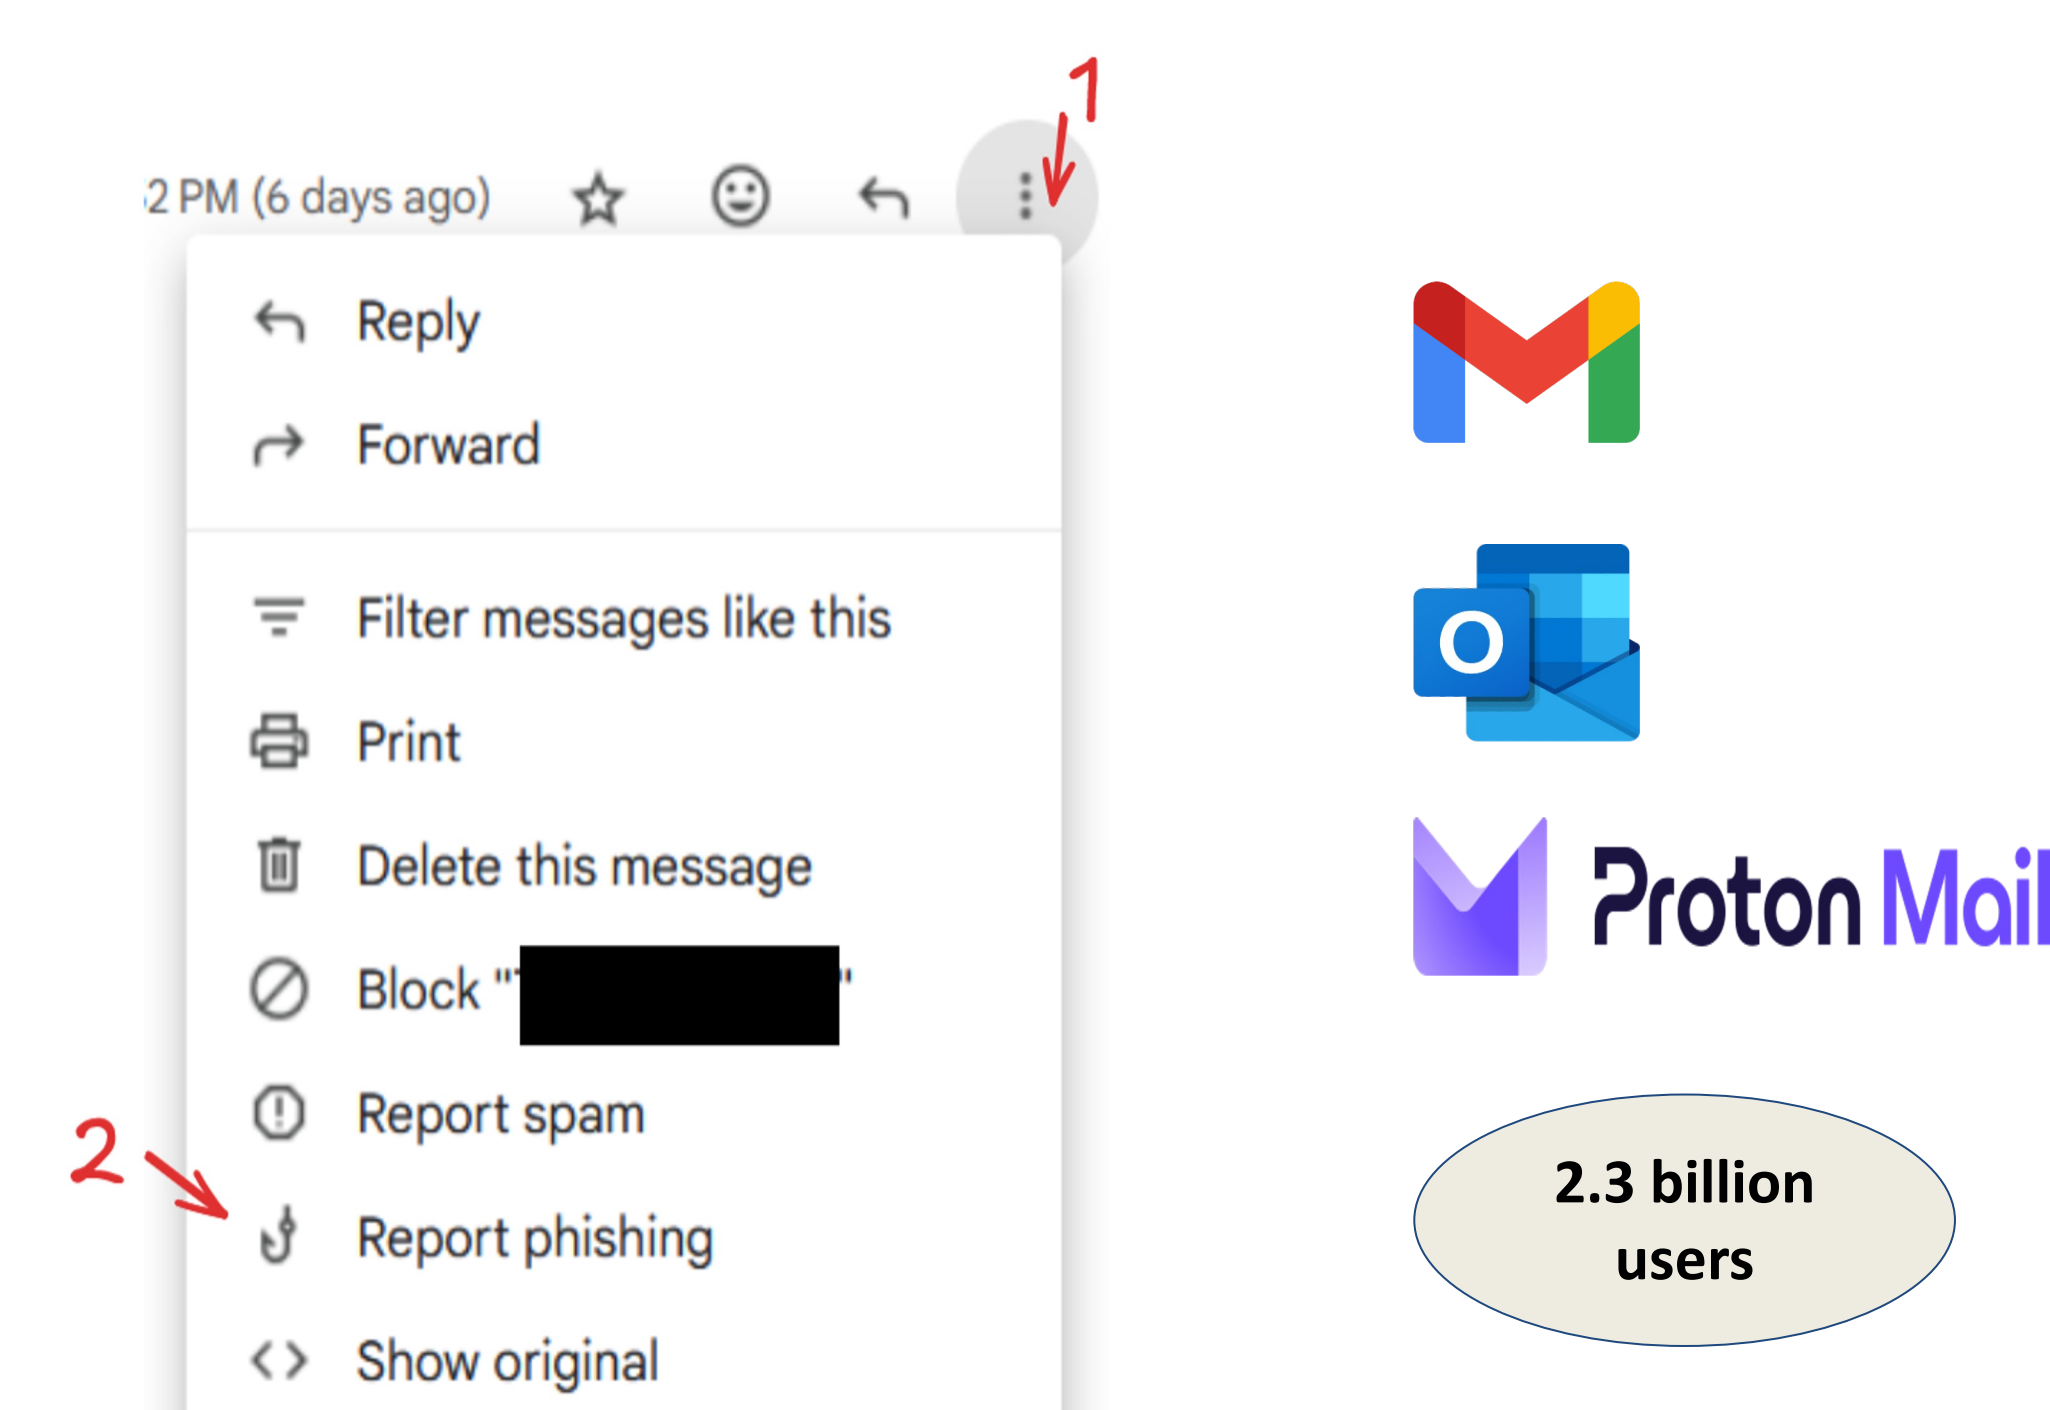 1
2 PM (6 days ago)
Reply
Forward
Filter messages like this
Print
Delete this message
Block " "
Report spam
2
Report phishing
Show original
O
Proton Mail
2.3 billion
users